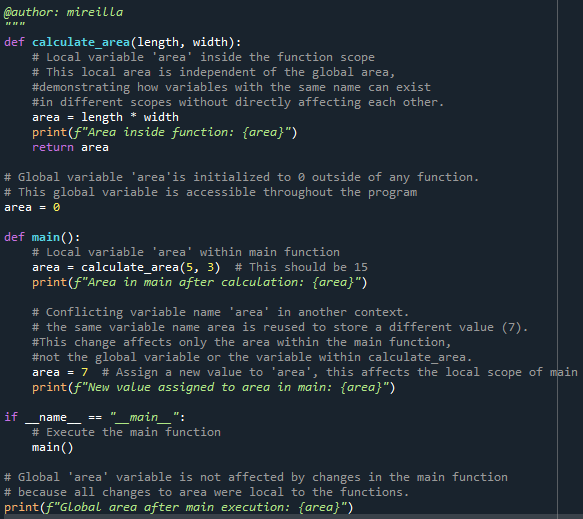 @author: mireilla
"""
def calculate_area(length, width):
    # Local variable 'area' inside the function scope
    # This local area is independent of the global area,
    #demonstrating how variables with the same name can exist
    #in different scopes without directly affecting each other.
    area = length * width
    print(f"Area inside function: {area}")
    return area

# Global variable 'area'is initialized to 0 outside of any function.
# This global variable is accessible throughout the program
area = 0

def main():
    # Local variable 'area' within main function
    area = calculate_area(5, 3)  # This should be 15
    print(f"Area in main after calculation: {area}")

    # Conflicting variable name 'area' in another context.
    # the same variable name area is reused to store a different value (7).
    #This change affects only the area within the main function,
    #not the global variable or the variable within calculate_area.
    area = 7  # Assign a new value to 'area', this affects the local scope of main
    print(f"New value assigned to area in main: {area}")

if __name__ == "__main__":
    # Execute the main function
    main()

# Global 'area' variable is not affected by changes in the main function
# because all changes to area were local to the functions.
print(f"Global area after main execution: {area}")